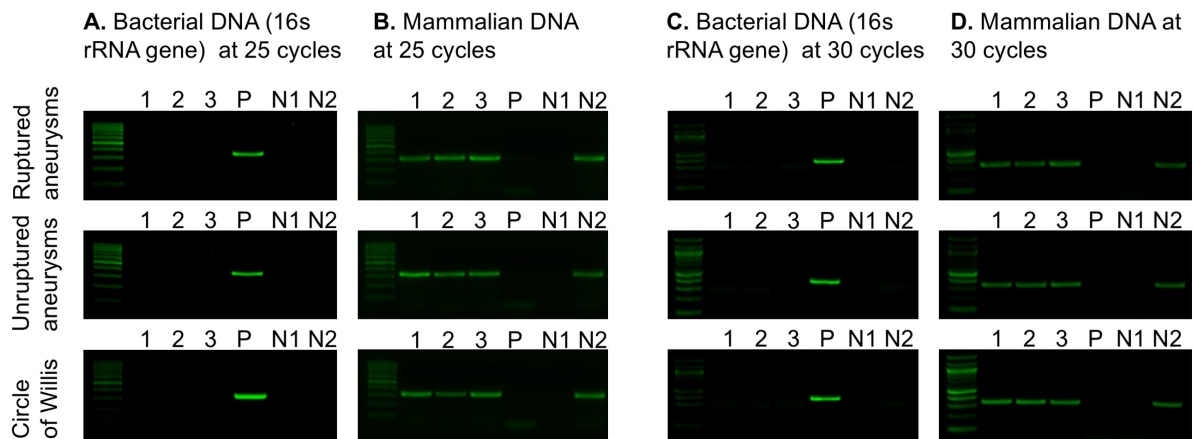 A. Bacterial DNA (16s
rRNA gene)  at 25 cycles
B. Mammalian DNA
at 25 cycles
C. Bacterial DNA (16s
rRNA gene)  at 30 cycles
D. Mammalian DNA at
30 cycles
Ruptured
aneurysms
1 2 3 P N1 N2
1 2 3 P N1 N2
1 2 3 P N1 N2
1 2 3 P N1 N2
Unruptured
aneurysms
1 2 3 P N1 N2
1 2 3 P N1 N2
1 2 3 P N1 N2
1 2 3 P N1 N2
Circle
of Willis
1 2 3 P N1 N2
1 2 3 P N1 N2
1 2 3 P N1 N2
1 2 3 P N1 N2